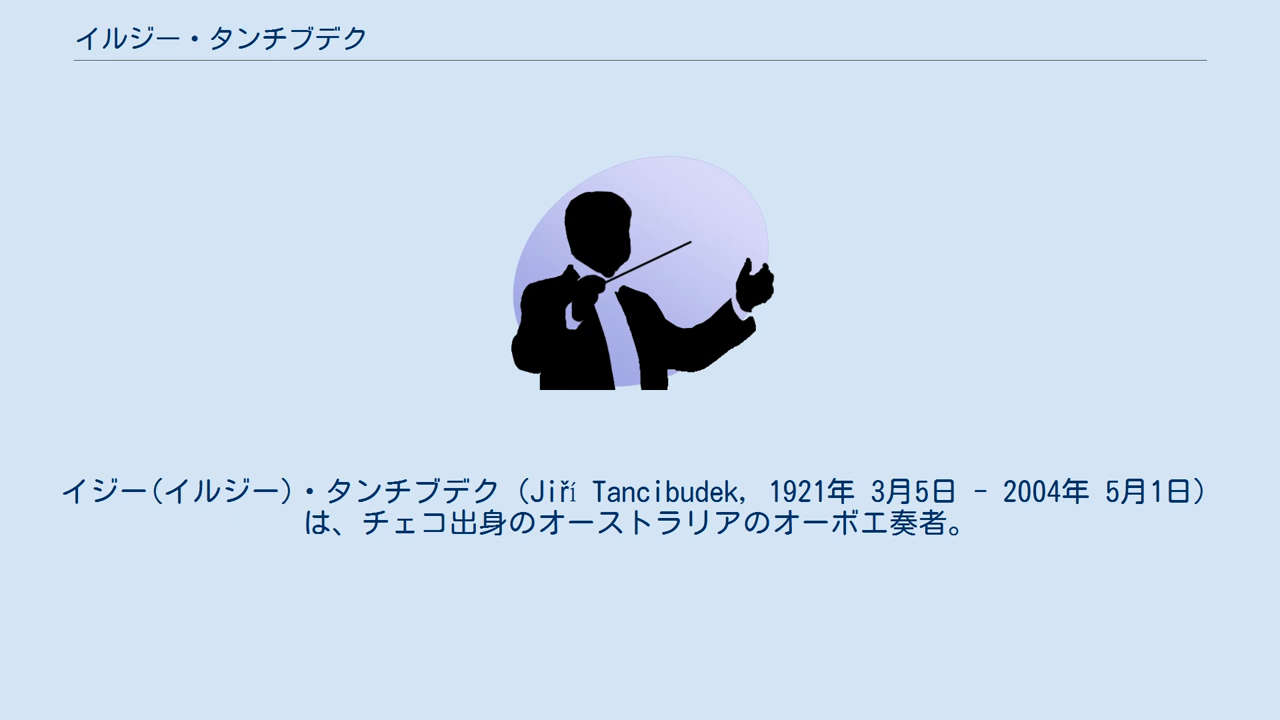 イルジー・タンチブデク
イジー(イルジー)・タンチブデク（Jiří Tancibudek, 1921年 3月5日 - 2004年 5月1日）
は、チェコ出身のオーストラリアのオーボエ奏者。